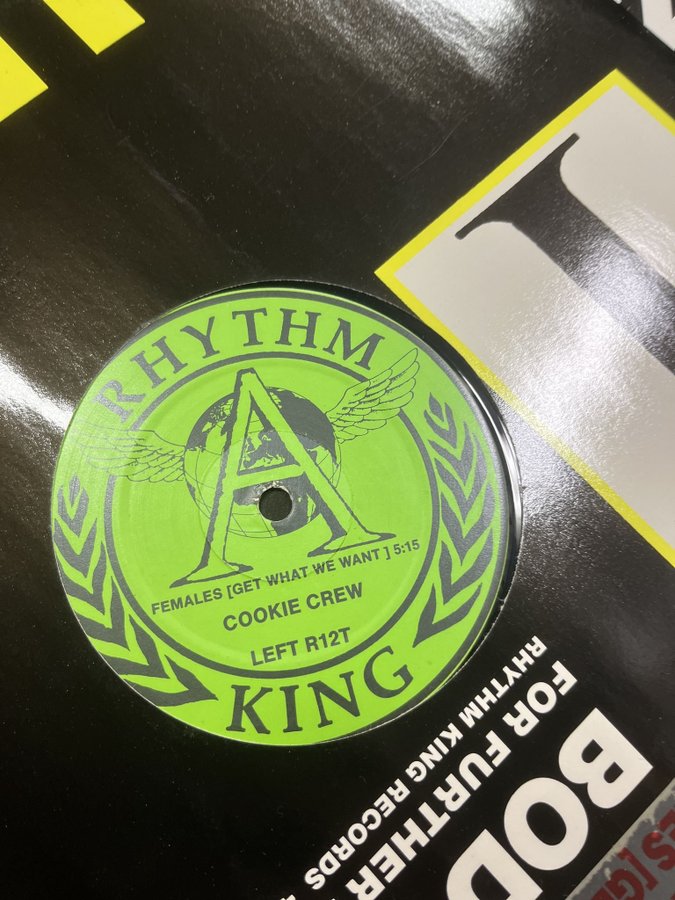 RHYTHM
A
FEMALES [GET WHAT WE WANT ] 5:15
COOKIE CREW
LEFT R12T
KING
BOD
FOR FURTHER
RHYTHM KING RECORDS